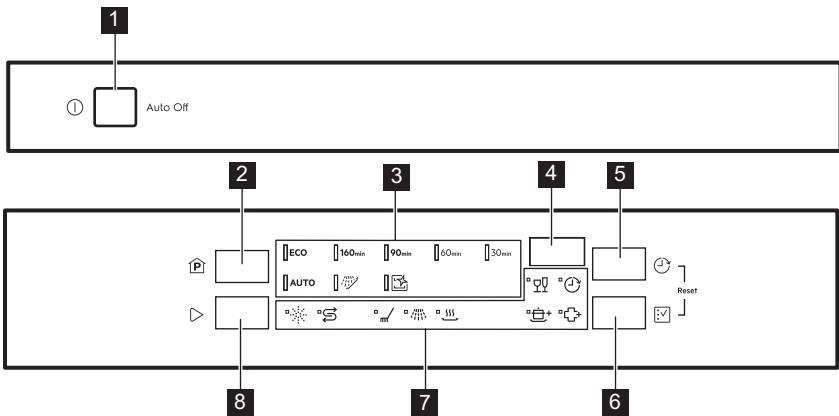 1
Auto Off
2 3 4 5
P ECO 160min 90min 60min 30min
AUTO
Reset
8 7 6